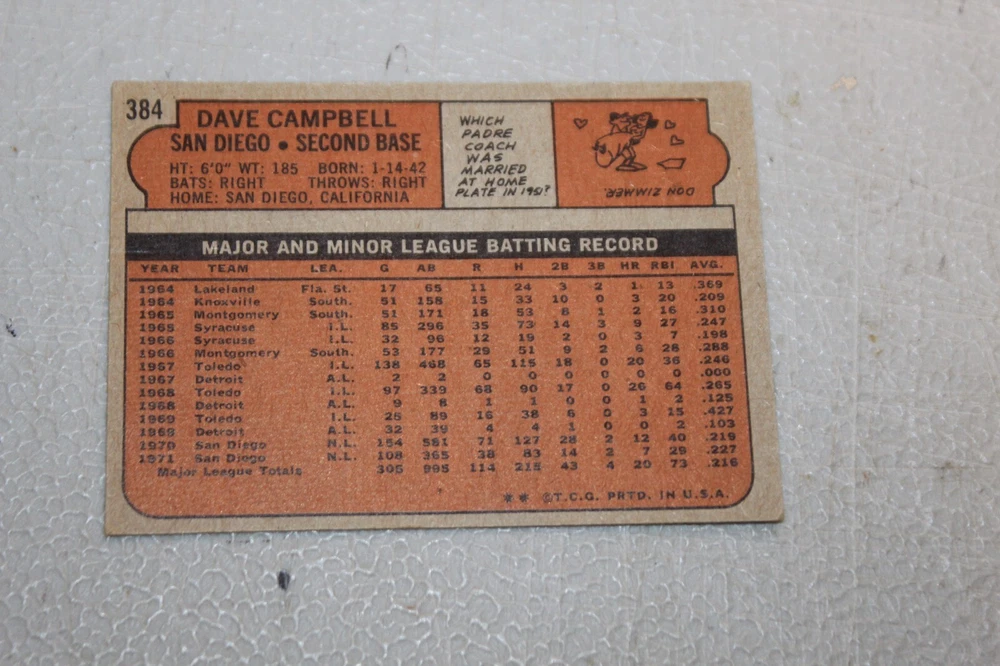 384
DAVE CAMPBELL
SAN DIEGO • SECOND BASE
HT: 6'0" WT: 185 BORN: 1-14-42
BATS: RIGHT THROWS: RIGHT
HOME: SAN DIEGO, CALIFORNIA
WHICH
PADRE
COACH
WAS
MARRIED
AT HOME
PLATE IN 1951?
DON ZIMMER.
MAJOR AND MINOR LEAGUE BATTING RECORD
YEAR TEAM LEA. G AB R H 2B 3B HR RBI AVG.
1964 Lakeland Fla. St. 17 65 11 24 3 2 1 13 .369
1964 Knoxville South. 51 158 15 33 10 0 3 20 .209
1965 Montgomery South. 51 171 18 53 8 1 2 16 .310
1965 Syracuse I.L. 85 296 35 73 14 3 9 27 .247
1966 Syracuse I.L. 32 96 12 19 2 0 3 7 .198
1966 Montgomery South. 53 177 29 51 9 2 6 28 .288
1967 Toledo I.L. 138 468 65 115 18 0 20 36 .246
1967 Detroit A.L. 2 2 0 0 0 0 0 0 .000
1968 Toledo I.L. 97 339 68 90 17 0 26 64 .265
1968 Detroit A.L. 9 8 1 1 0 0 1 2 .125
1969 Toledo I.L. 25 89 16 38 6 0 3 15 .427
1969 Detroit A.L. 32 39 4 4 1 0 0 2 .103
1970 San Diego N.L. 154 581 71 127 28 2 12 40 .219
1971 San Diego N.L. 108 365 38 83 14 2 7 29 .227
Major League Totals 305 995 114 215 43 4 20 73 .216
** ©T.C.G. PRTD. IN U.S.A.